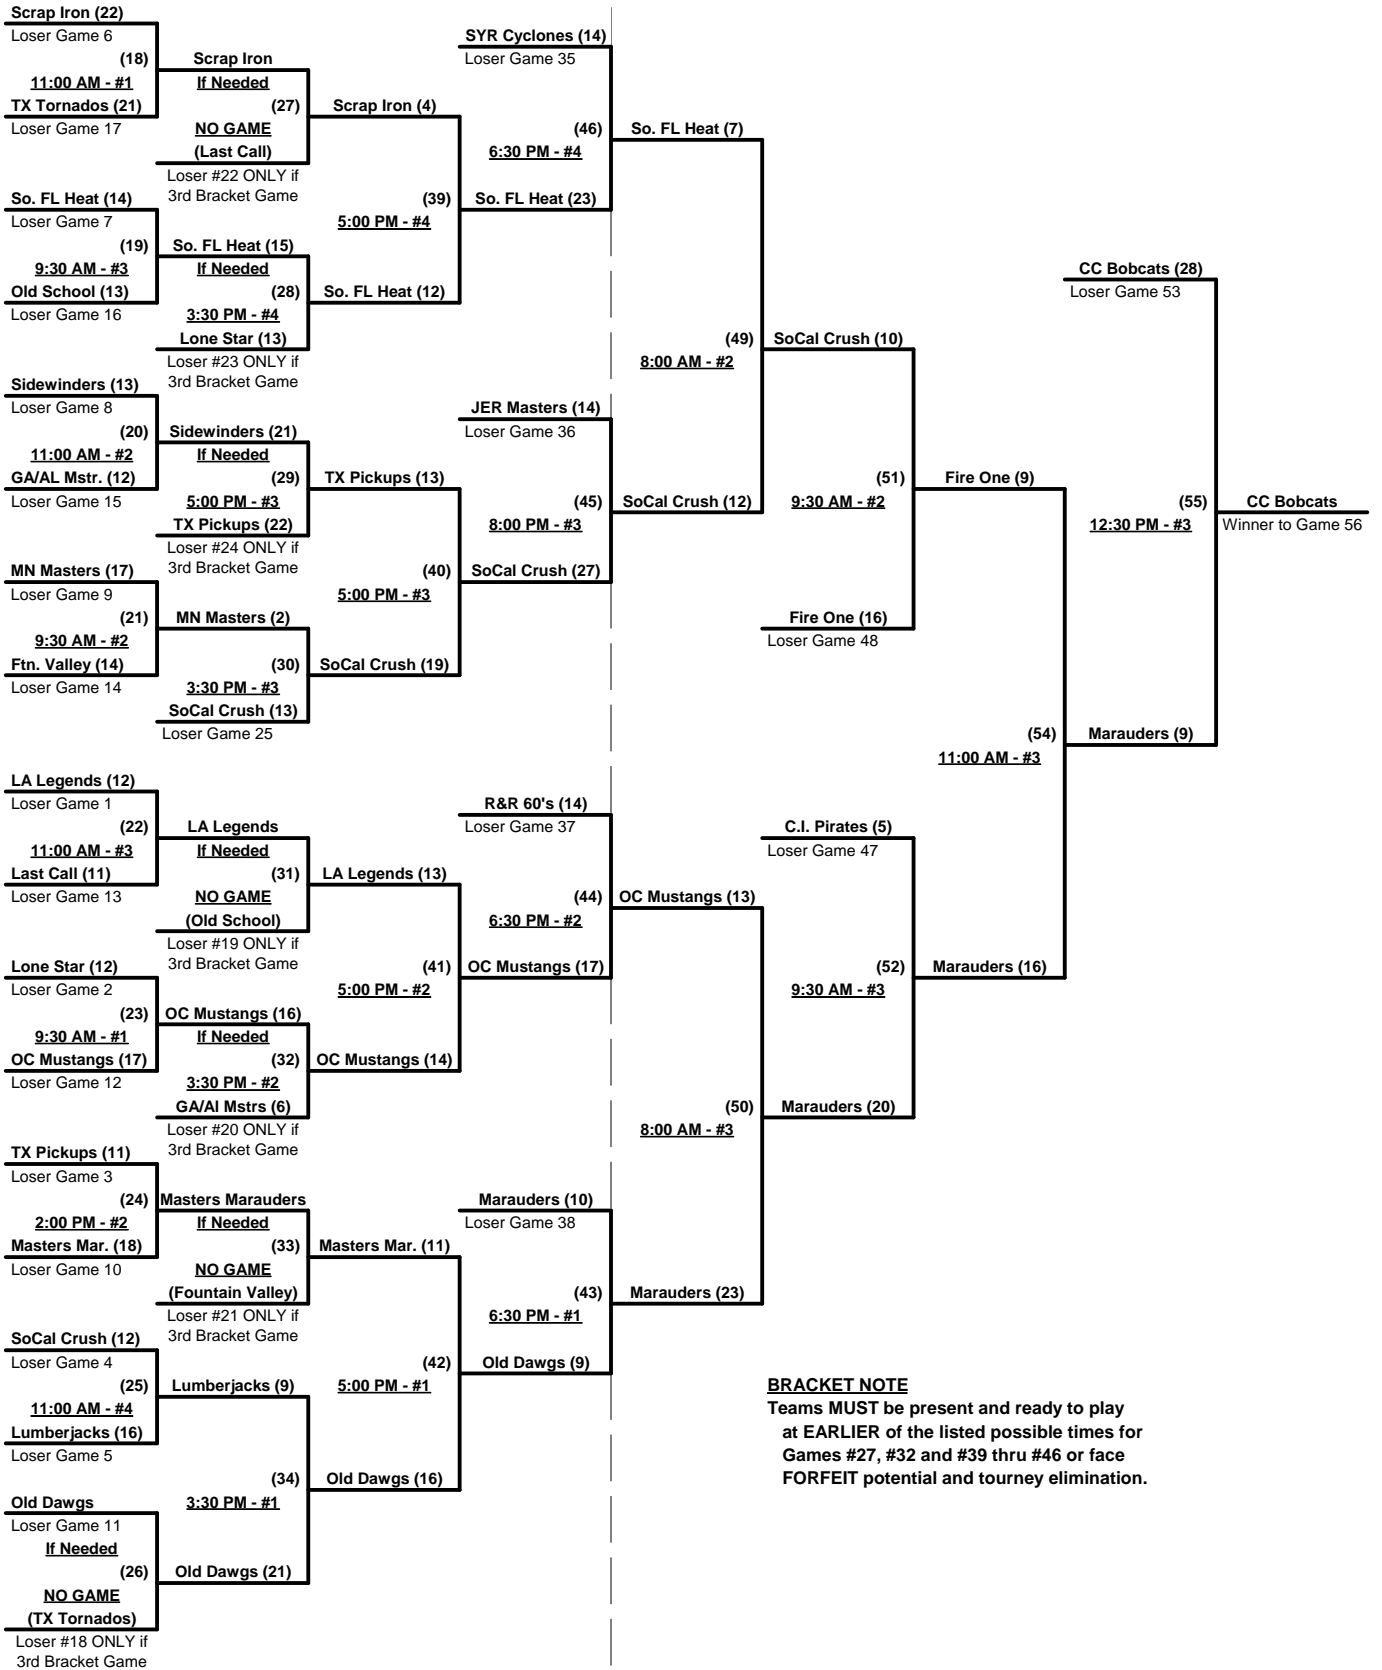 Scrap Iron (22)
Loser Game 6
(18)
11:00 AM - #1
TX Tornados (21)
Loser Game 17
So. FL Heat (14)
Loser Game 7
(19)
9:30 AM - #3
Old School (13)
Loser Game 16
Sidewinders (13)
Loser Game 8
(20)
11:00 AM - #2
GA/AL Mstr. (12)
Loser Game 15
MN Masters (17)
Loser Game 9
(21)
9:30 AM - #2
Ftn. Valley (14)
Loser Game 14
LA Legends (12)
Loser Game 1
(22)
11:00 AM - #3
Last Call (11)
Loser Game 13
Lone Star (12)
Loser Game 2
(23)
9:30 AM - #1
OC Mustangs (17)
Loser Game 12
TX Pickups (11)
Loser Game 3
(24)
2:00 PM - #2
Masters Mar. (18)
Loser Game 10
SoCal Crush (12)
Loser Game 4
(25)
11:00 AM - #4
Lumberjacks (16)
Loser Game 5
Old Dawgs
Loser Game 11
If Needed
(26)
NO GAME
(TX Tornados)
Loser #18 ONLY if
3rd Bracket Game
Scrap Iron
If Needed
(27)
NO GAME
(Last Call)
Loser #22 ONLY if
3rd Bracket Game
So. FL Heat (15)
If Needed
(28)
3:30 PM - #4
Lone Star (13)
Loser #23 ONLY if
3rd Bracket Game
Sidewinders (21)
If Needed
(29)
5:00 PM - #3
TX Pickups (22)
Loser #24 ONLY if
3rd Bracket Game
MN Masters (2)
(30)
3:30 PM - #3
SoCal Crush (13)
Loser Game 25
LA Legends
If Needed
(31)
NO GAME
(Old School)
Loser #19 ONLY if
3rd Bracket Game
OC Mustangs (16)
If Needed
(32)
3:30 PM - #2
GA/Al Mstrs (6)
Loser #20 ONLY if
3rd Bracket Game
Masters Marauders
If Needed
(33)
NO GAME
(Fountain Valley)
Loser #21 ONLY if
3rd Bracket Game
Lumberjacks (9)
(34)
3:30 PM - #1
Old Dawgs (21)
Scrap Iron (4)
(39)
5:00 PM - #4
So. FL Heat (12)
TX Pickups (13)
(40)
5:00 PM - #3
SoCal Crush (19)
LA Legends (13)
(41)
5:00 PM - #2
OC Mustangs (14)
Masters Mar. (11)
(42)
5:00 PM - #1
Old Dawgs (16)
SYR Cyclones (14)
Loser Game 35
(46)
6:30 PM - #4
So. FL Heat (23)
JER Masters (14)
Loser Game 36
(45)
8:00 PM - #3
SoCal Crush (27)
R&R 60's (14)
Loser Game 37
(44)
6:30 PM - #2
OC Mustangs (17)
Marauders (10)
Loser Game 38
(43)
6:30 PM - #1
Old Dawgs (9)
So. FL Heat (7)
(49)
8:00 AM - #2
SoCal Crush (12)
OC Mustangs (13)
(50)
8:00 AM - #3
Marauders (23)
SoCal Crush (10)
(51)
9:30 AM - #2
Fire One (16)
Loser Game 48
C.I. Pirates (5)
Loser Game 47
(52)
9:30 AM - #3
Marauders (20)
Fire One (9)
(54)
11:00 AM - #3
Marauders (16)
CC Bobcats (28)
Loser Game 53
(55)
12:30 PM - #3
Marauders (9)
CC Bobcats
Winner to Game 56
BRACKET NOTE
Teams MUST be present and ready to play
at EARLIER of the listed possible times for
Games #27, #32 and #39 thru #46 or face
FORFEIT potential and tourney elimination.